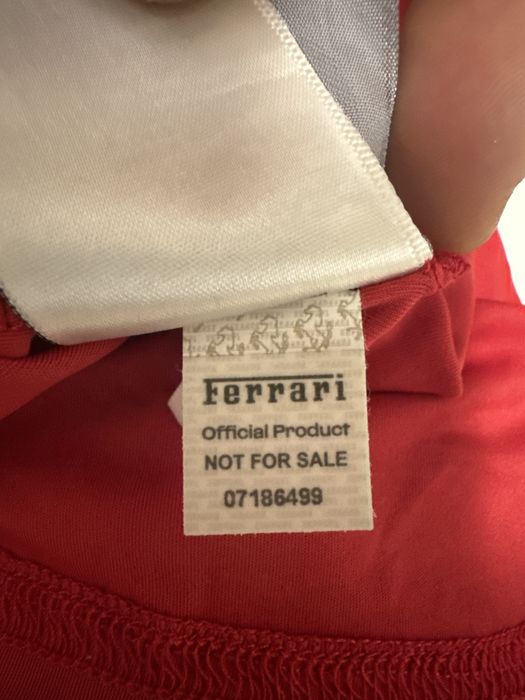 Ferrari
Official Product
NOT FOR SALE
07186499